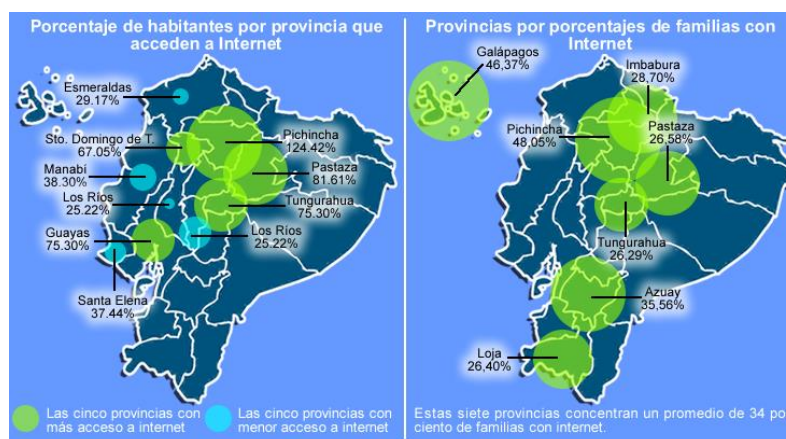 Porcentaje de habitantes por provincia que
acceden a Internet
Esmeraldas
29.17%
Sto. Domingo de T.
67.05%
Pichincha
124.42%
Manabí
38.30%
Pastaza
81.61%
Los Ríos
25.22%
Tungurahua
75.30%
Guayas
75.30%
Los Ríos
25.22%
Santa Elena
37.44%
Las cinco provincias con
más acceso a internet
Las cinco provincias con
menor acceso a internet
Provincias por porcentajes de familias con
Internet
Galápagos
46,37%
Imbabura
28,70%
Pichincha
48,05%
Pastaza
26,58%
Tungurahua
26,29%
Azuay
35,56%
Loja
26,40%
Estas siete provincias concentran un promedio de 34 po
ciento de familias con internet.